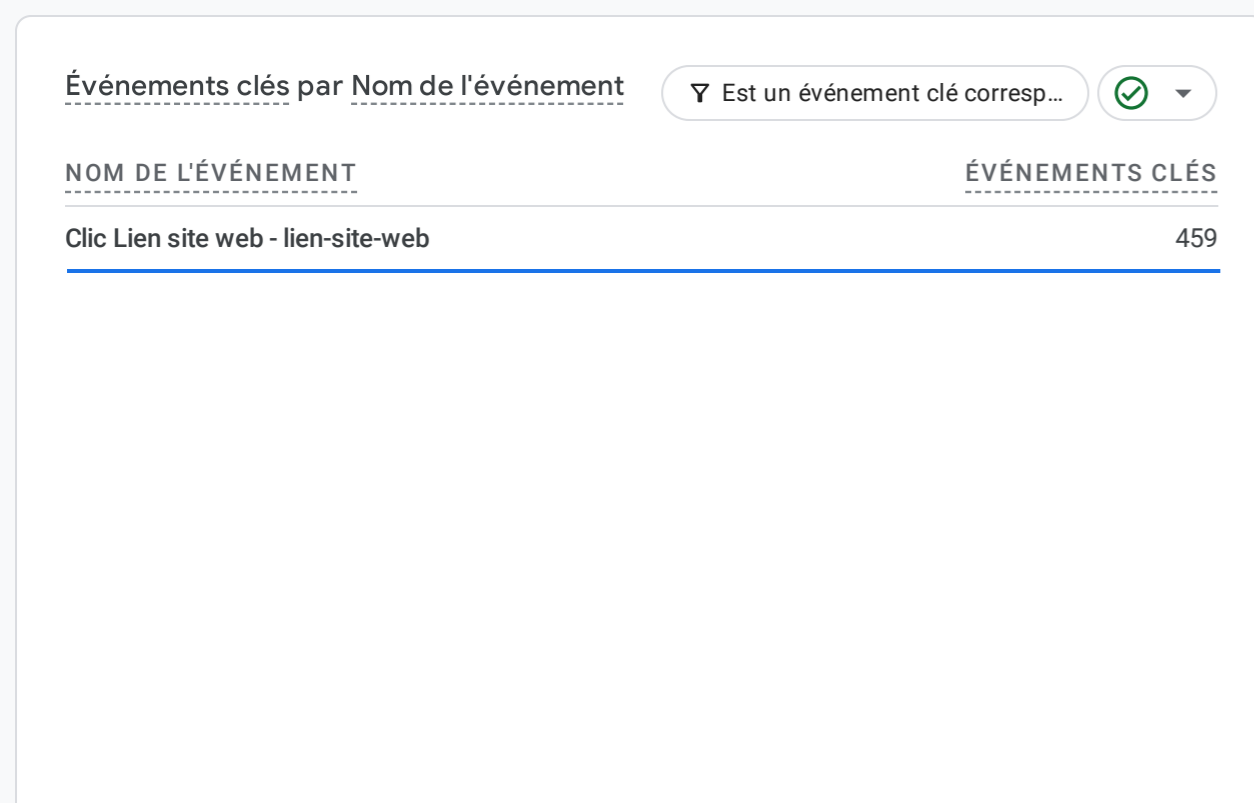 Événements clés par Nom de l'événement
Est un événement clé corresp...
NOM DE L'ÉVÉNEMENT
ÉVÉNEMENTS CLÉS
Clic Lien site web - lien-site-web
459